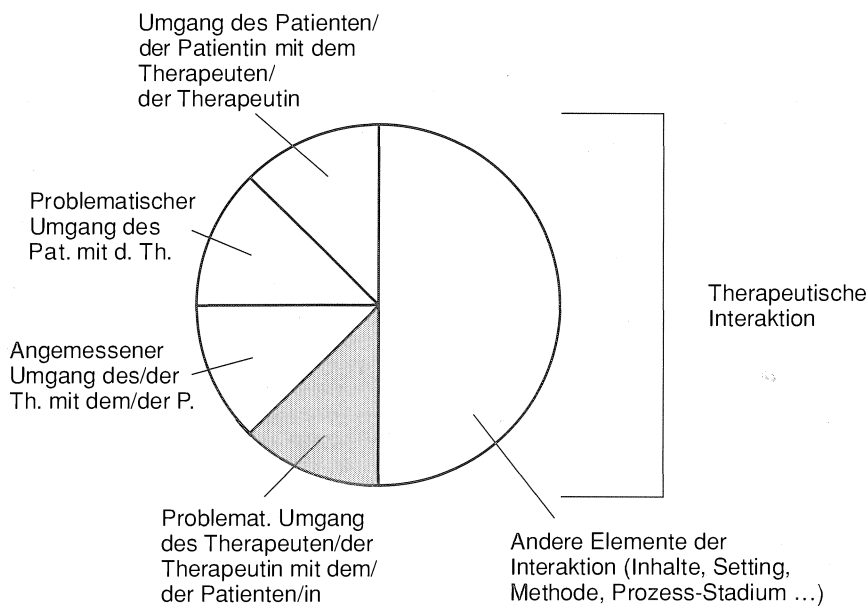 Umgang des Patienten/
der Patientin mit dem
Therapeuten/
der Therapeutin
Problematischer
Umgang des
Pat. mit d. Th.
Therapeutische
Interaktion
Angemessener
Umgang des/der
Th. mit dem/der P.
Problemat. Umgang
des Therapeuten/der
Therapeutin mit dem/
der Patienten/in
Andere Elemente der
Interaktion (Inhalte, Setting,
Methode, Prozess-Stadium ...)